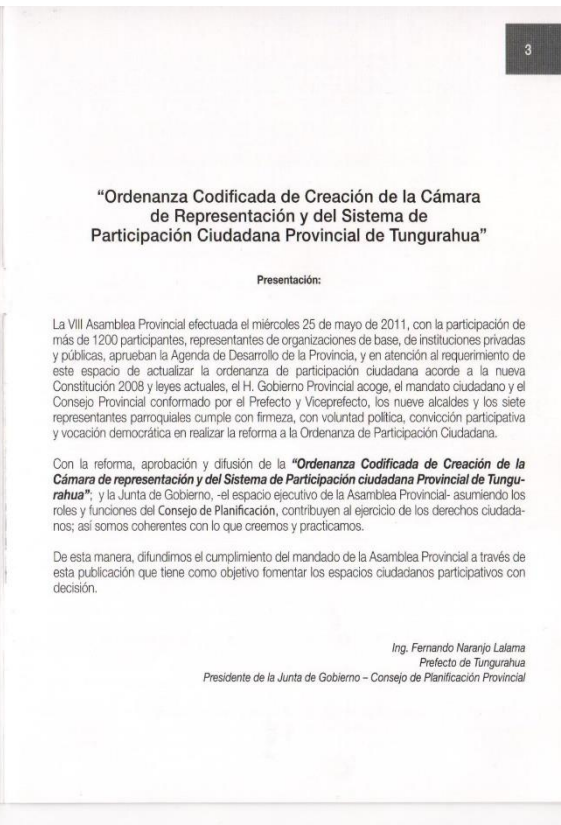 3
“Ordenanza Codificada de Creación de la Cámara
de Representación y del Sistema de
Participación Ciudadana Provincial de Tungurahua”
Presentación:
La VIII Asamblea Provincial efectuada el miércoles 25 de mayo de 2011, con la participación de
más de 1200 participantes, representantes de organizaciones de base, de instituciones privadas
y públicas, aprueban la Agenda de Desarrollo de la Provincia, y en atención al requerimiento de
este espacio de actualizar la ordenanza de participación ciudadana acorde a la nueva
Constitución 2008 y leyes actuales, el H. Gobierno Provincial acoge, el mandato ciudadano y el
Consejo Provincial conformado por el Prefecto y Viceprefecto, los nueve alcaldes y los siete
representantes parroquiales cumple con firmeza, con voluntad política, convicción participativa
y vocación democrática en realizar la reforma a la Ordenanza de Participación Ciudadana.
Con la reforma, aprobación y difusión de la “Ordenanza Codificada de Creación de la
Cámara de representación y del Sistema de Participación ciudadana Provincial de Tungu-
rahua”; y la Junta de Gobierno, -el espacio ejecutivo de la Asamblea Provincial- asumiendo los
roles y funciones del Consejo de Planificación, contribuyen al ejercicio de los derechos ciudada-
nos; así somos coherentes con lo que creemos y practicamos.
De esta manera, difundimos el cumplimiento del mandado de la Asamblea Provincial a través de
esta publicación que tiene como objetivo fomentar los espacios ciudadanos participativos con
decisión.
Ing. Fernando Naranjo Lalama
Prefecto de Tungurahua
Presidente de la Junta de Gobierno – Consejo de Planificación Provincial